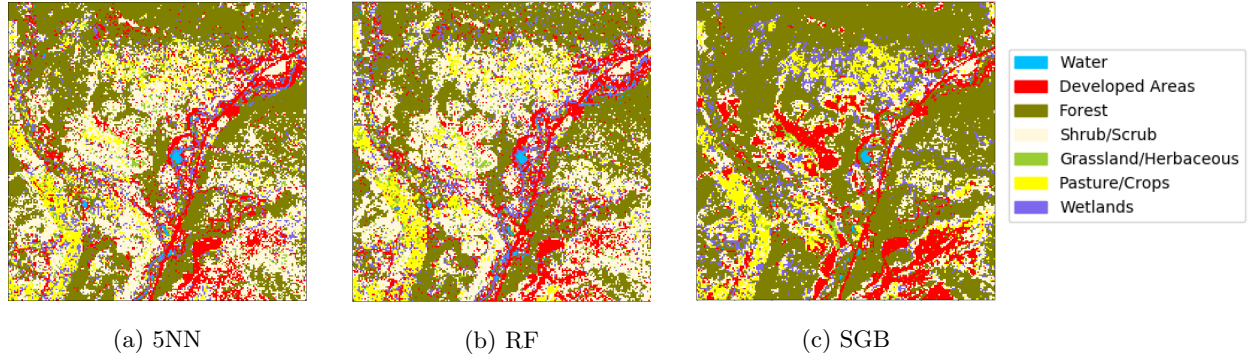 Water
Developed Areas
Forest
Shrub/Scrub
Grassland/Herbaceous
Pasture/Crops
Wetlands
(a) 5NN
(b) RF
(c) SGB